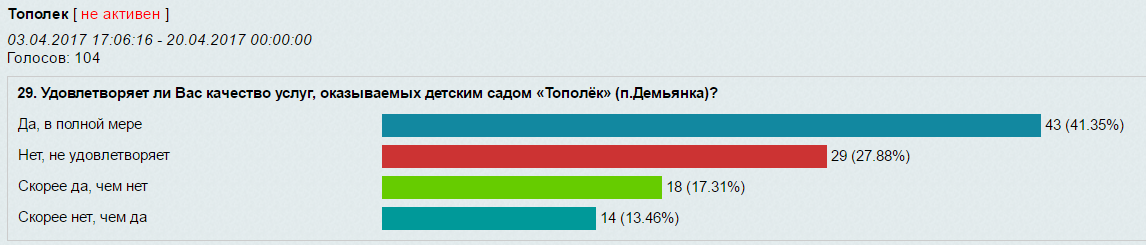 Тополек [ не активен ]
03.04.2017 17:06:16 - 20.04.2017 00:00:00
Голосов: 104
29. Удовлетворяет ли Вас качество услуг, оказываемых детским садом «Тополёк» (п.Демьянка)?
Да, в полной мере 43 (41.35%)
Нет, не удовлетворяет 29 (27.88%)
Скорее да, чем нет 18 (17.31%)
Скорее нет, чем да 14 (13.46%)